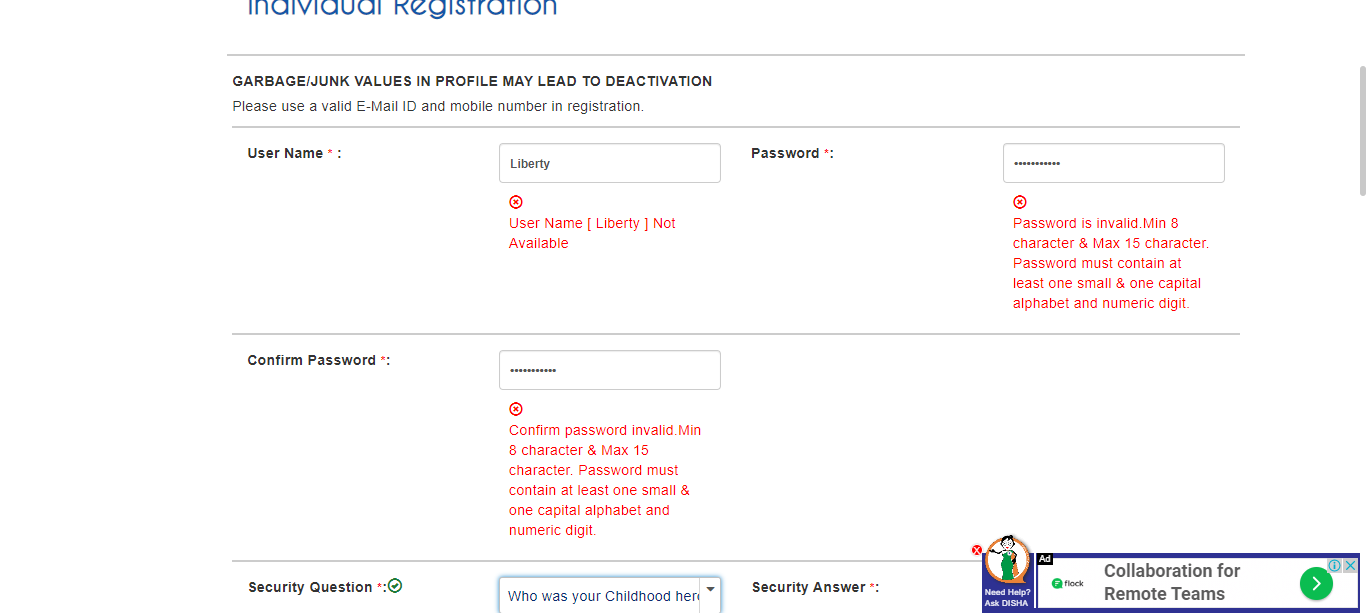 Individual Registration
GARBAGE/JUNK VALUES IN PROFILE MAY LEAD TO DEACTIVATION
Please use a valid E-Mail ID and mobile number in registration.
User Name * :
Liberty
User Name [ Liberty ] Not
Available
Password *:
•••••••••••
Password is invalid.Min 8
character & Max 15 character.
Password must contain at
least one small & one capital
alphabet and numeric digit.
Confirm Password *:
•••••••••••
Confirm password invalid.Min
8 character & Max 15
character. Password must
contain at least one small &
one capital alphabet and
numeric digit.
Security Question *:
Who was your Childhood her
Security Answer *:
Need Help?
Ask DISHA
Ad
flock
Collaboration for
Remote Teams